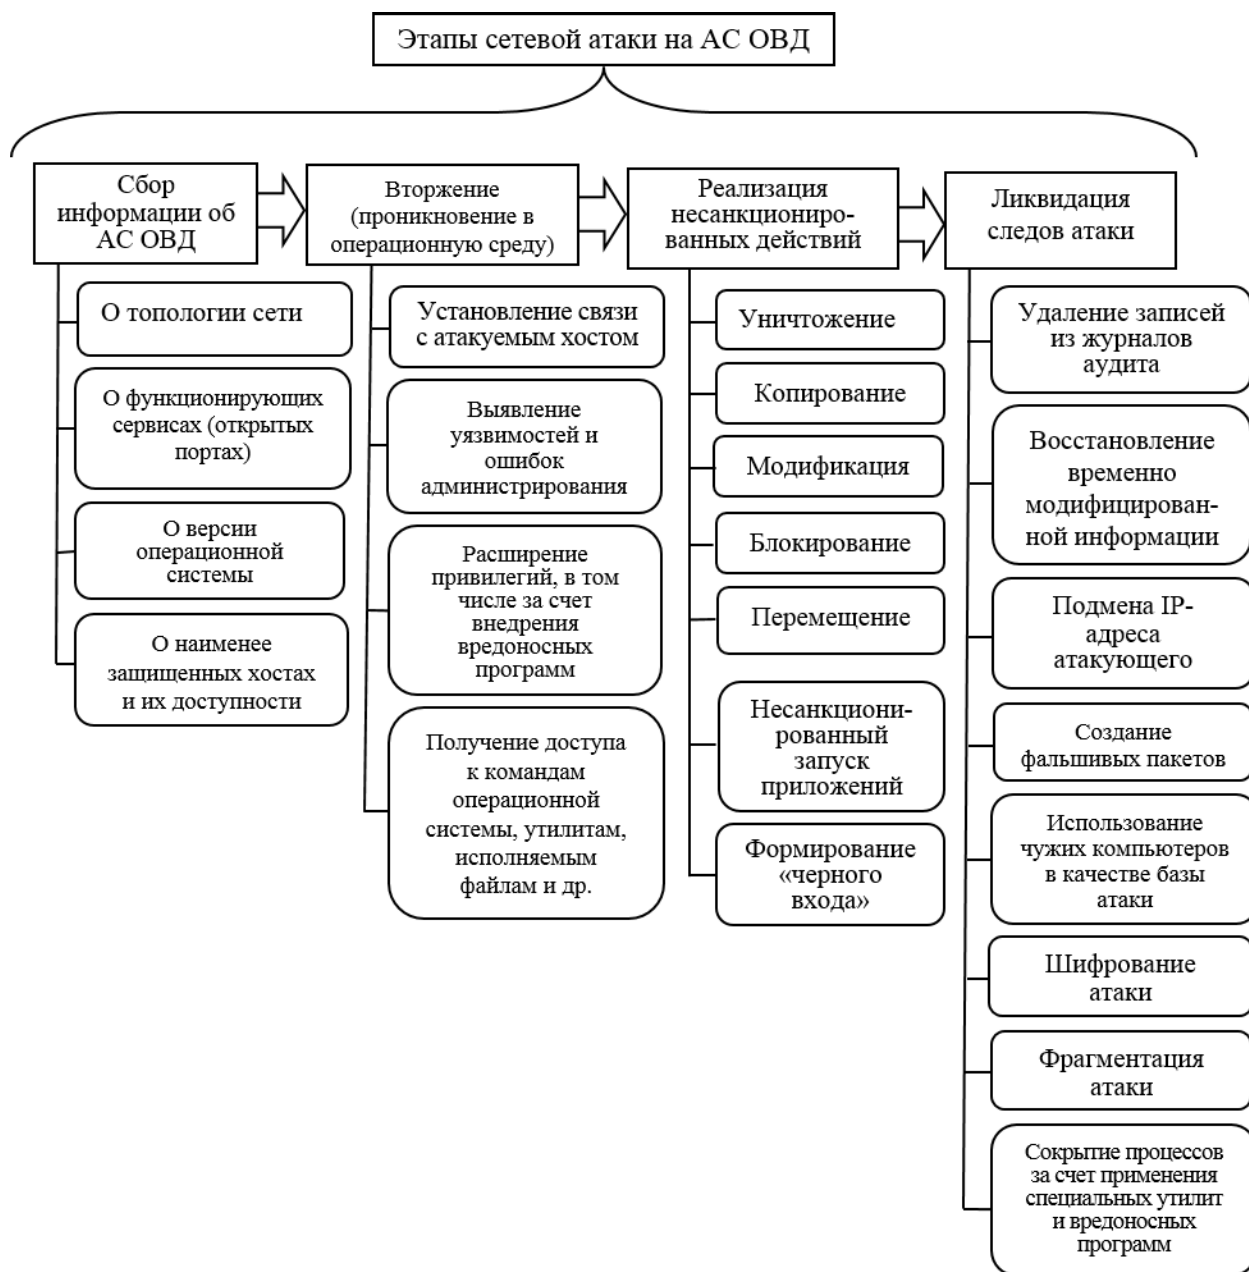 Этапы сетевой атаки на АС ОВД
Сбор
информации об
АС ОВД
О топологии сети
О функционирующих
сервисах (открытых
портах)
О версии
операционной
системы
О наименее
защищенных хостах
и их доступности
Вторжение
(проникновение в
операционную среду)
Установление связи
с атакуемым хостом
Выявление
уязвимостей и
ошибок
администрирования
Расширение
привилегий, в том
числе за счет
внедрения
вредоносных
программ
Получение доступа
к командам
операционной
системы, утилитам,
исполняемым
файлам и др.
Реализация
несанкциониро-
ванных действий
Уничтожение
Копирование
Модификация
Блокирование
Перемещение
Несанкциони-
рованный
запуск
приложений
Формирование
«черного
входа»
Ликвидация
следов атаки
Удаление записей
из журналов
аудита
Восстановление
временно
модифицирован-
ной информации
Подмена IP-
адреса
атакующего
Создание
фальшивых пакетов
Использование
чужих компьютеров
в качестве базы
атаки
Шифрование
атаки
Фрагментация
атаки
Сокрытие процессов
за счет применения
специальных утилит
и вредоносных
программ